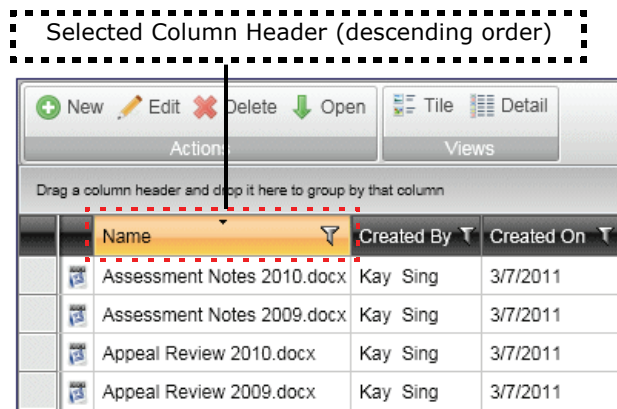 Selected Column Header (descending order)
New Edit Delete Open Tile Detail
Actions Views
Drag a column header and drop it here to group by that column
Name Created By Created On
Assessment Notes 2010.docx Kay Sing 3/7/2011
Assessment Notes 2009.docx Kay Sing 3/7/2011
Appeal Review 2010.docx Kay Sing 3/7/2011
Appeal Review 2009.docx Kay Sing 3/7/2011